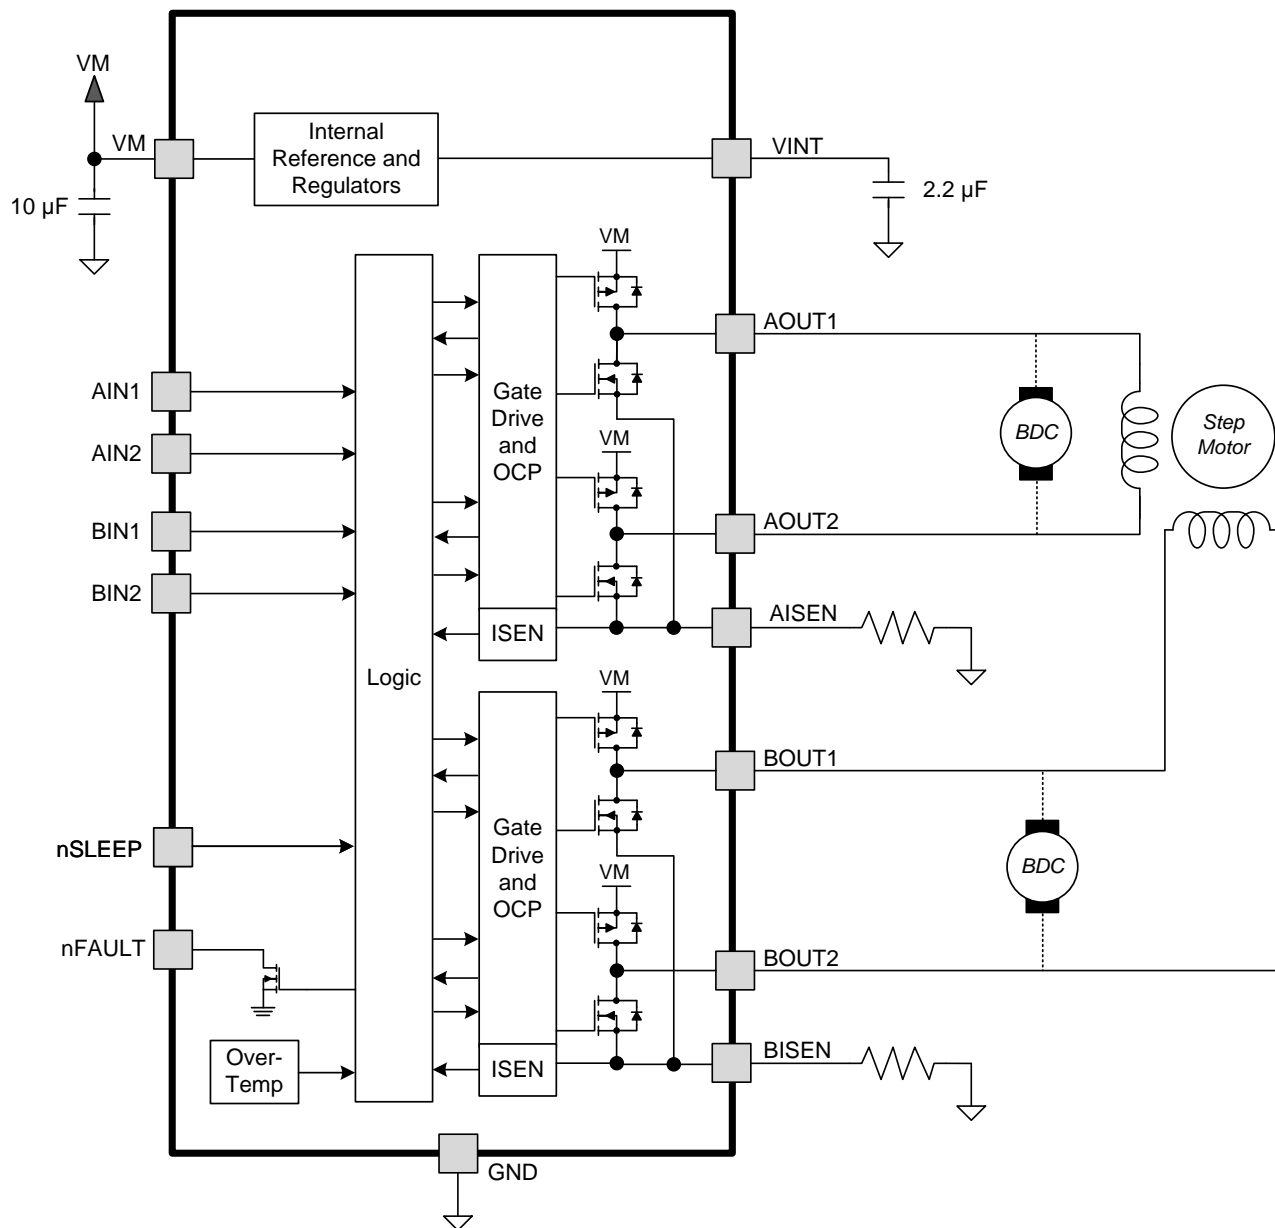 VM
VM
Internal
Reference and
Regulators
VINT
10 µF
2.2 µF
VM
AOUT1
AIN1
AIN2
BIN1
BIN2
Gate
Drive
and
OCP
VM
BDC
Step
Motor
AOUT2
AISEN
ISEN
Logic
VM
BOUT1
Gate
Drive
and
OCP
VM
BDC
nSLEEP
nFAULT
BOUT2
Over-
Temp
ISEN
BISEN
GND